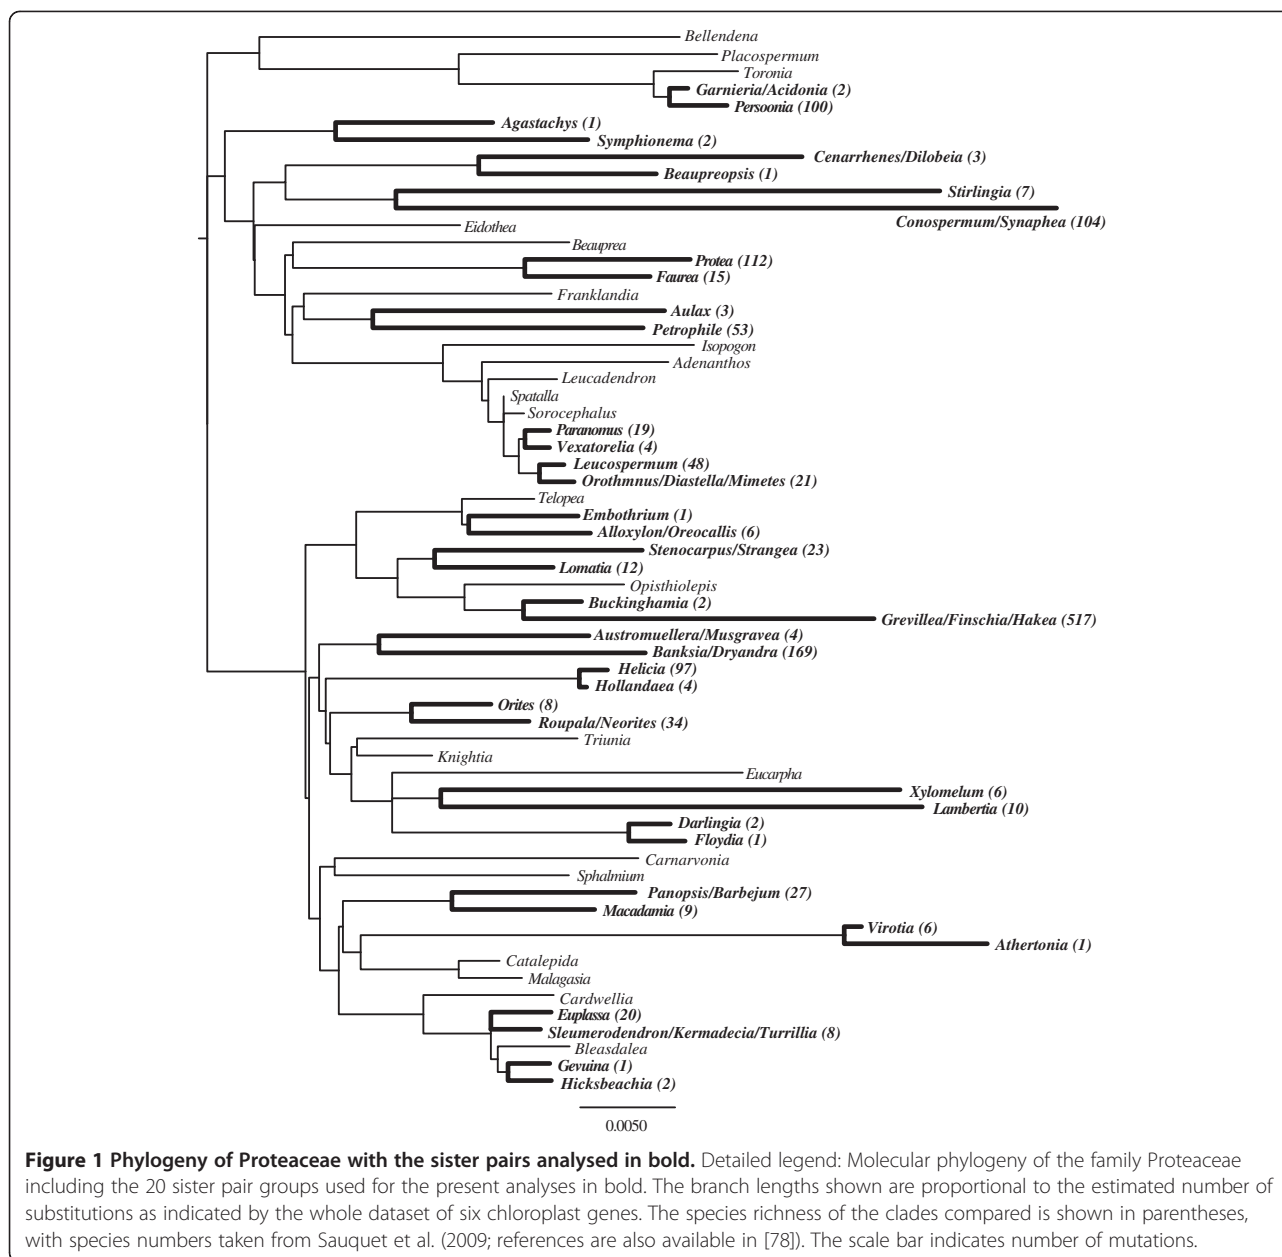 Bellendena
Placospermum
Toronia
Garnieria/Acidonia (2)
Persoonia (100)
Agastachys (1)
Symphionema (2)
Cenarrhenes/Dilobeia (3)
Beaupreopsis (1)
Stirlingia (7)
Conospermum/Synaphea (104)
Eidothea
Beauprea
Protea (112)
Faurea (15)
Franklandia
Aulax (3)
Petrophile (53)
Isopogon
Adenanthos
Leucadendron
Spatalla
Sorocephalus
Paranomus (19)
Vexatorelia (4)
Leucospermum (48)
Orothmnus/Diastella/Mimetes (21)
Telopea
Embothrium (1)
Alloxylon/Oreocallis (6)
Stenocarpus/Strangea (23)
Lomatia (12)
Opisthiolepis
Buckinghamia (2)
Grevillea/Finschia/Hakea (517)
Austromuellera/Musgravea (4)
Banksia/Dryandra (169)
Helicia (97)
Hollandaea (4)
Orites (8)
Roupala/Neorites (34)
Triunia
Knightia
Eucarpha
Xylomelum (6)
Lambertia (10)
Darlingia (2)
Floydia (1)
Carnarvonia
Sphalmium
Panopsis/Barbejum (27)
Macadamia (9)
Virotia (6)
Athertonia (1)
Catalepida
Malagasia
Cardwellia
Euplassa (20)
Sleumerodendron/Kermadecia/Turrillia (8)
Bleasdalea
Gevuina (1)
Hicksbeachia (2)
0.0050
Figure 1 Phylogeny of Proteaceae with the sister pairs analysed in bold. Detailed legend: Molecular phylogeny of the family Proteaceae
including the 20 sister pair groups used for the present analyses in bold. The branch lengths shown are proportional to the estimated number of
substitutions as indicated by the whole dataset of six chloroplast genes. The species richness of the clades compared is shown in parentheses,
with species numbers taken from Sauquet et al. (2009; references are also available in [78]). The scale bar indicates number of mutations.